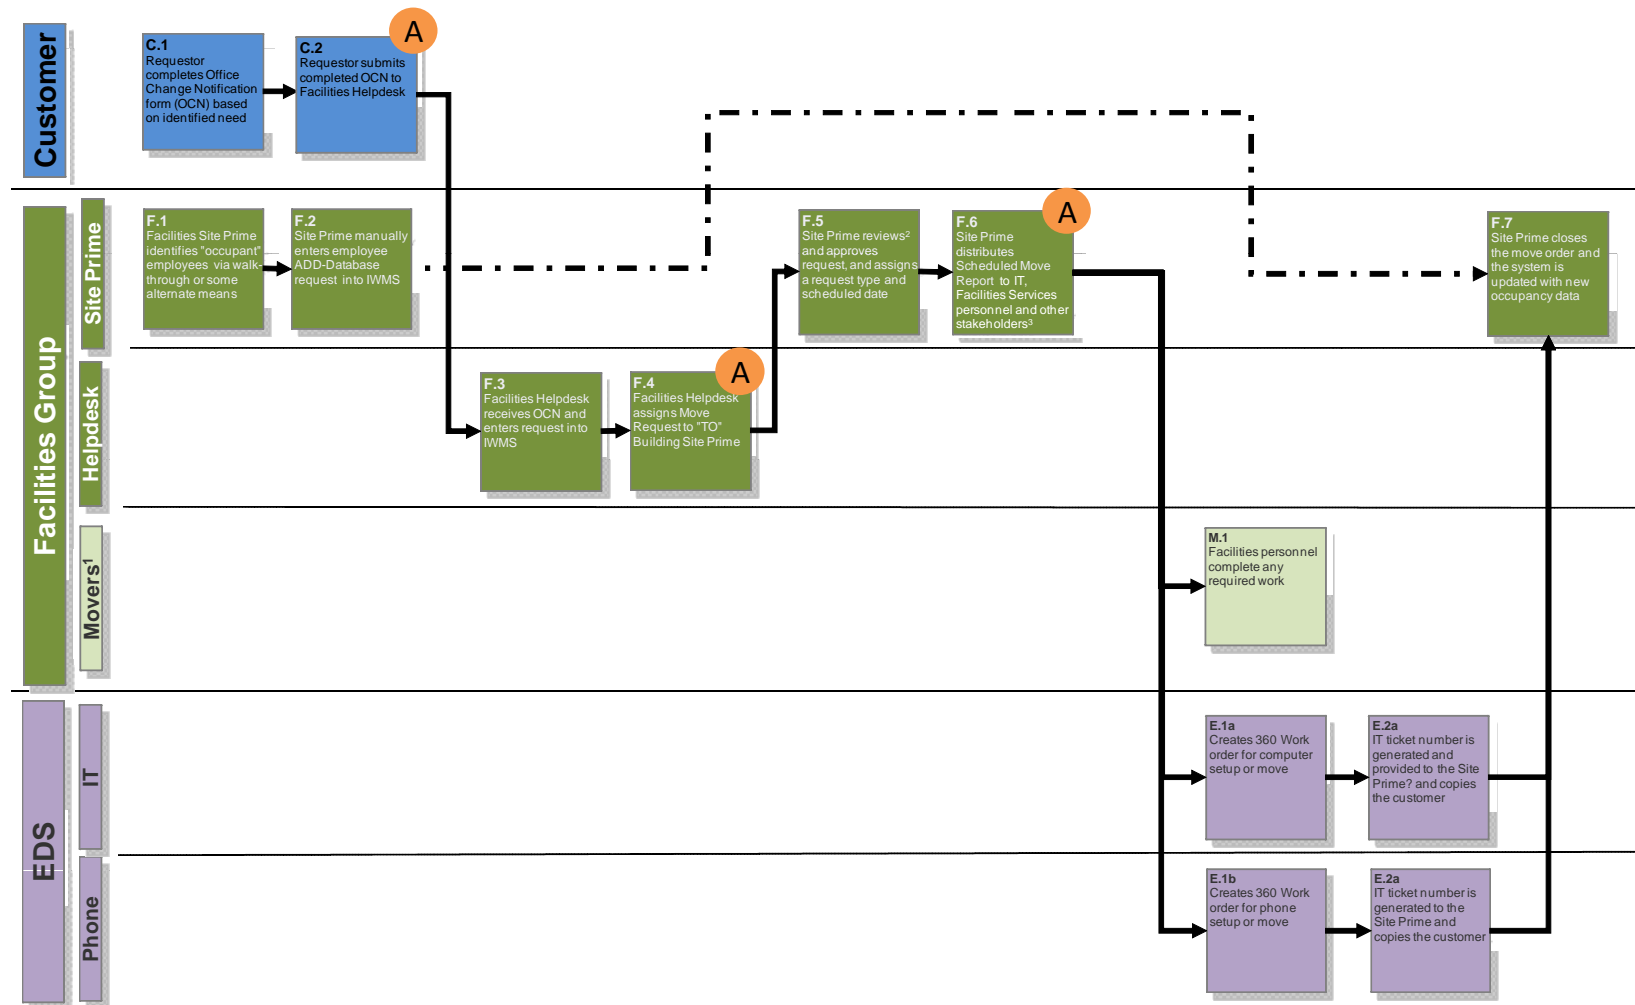 Customer
C.1
Requestor
completes Office
Change Notification
form (OCN) based
on identified need
A
C.2
Requestor submits
completed OCN to
Facilities Helpdesk
Facilities Group
Site Prime
F.1
Facilities Site Prime
identifies "occupant"
employees via walk-
through or some
alternate means
F.2
Site Prime manually
enters employee
ADD-Database
request into IWMS
F.5
Site Prime reviews²
and approves
request, and assigns
a request type and
scheduled date
A
F.6
Site Prime
distributes
Scheduled Move
Report to IT,
Facilities Services
personnel and other
stakeholders³
F.7
Site Prime closes
the move order and
the system is
updated with new
occupancy data
Helpdesk
F.3
Facilities Helpdesk
receives OCN and
enters request into
IWMS
A
F.4
Facilities Helpdesk
assigns Move
Request to "TO"
Building Site Prime
Movers¹
M.1
Facilities personnel
complete any
required work
EDS
IT
E.1a
Creates 360 Work
order for computer
setup or move
E.2a
IT ticket number is
generated and
provided to the Site
Prime? and copies
the customer
Phone
E.1b
Creates 360 Work
order for phone
setup or move
E.2a
IT ticket number is
generated to the
Site Prime and
copies the customer